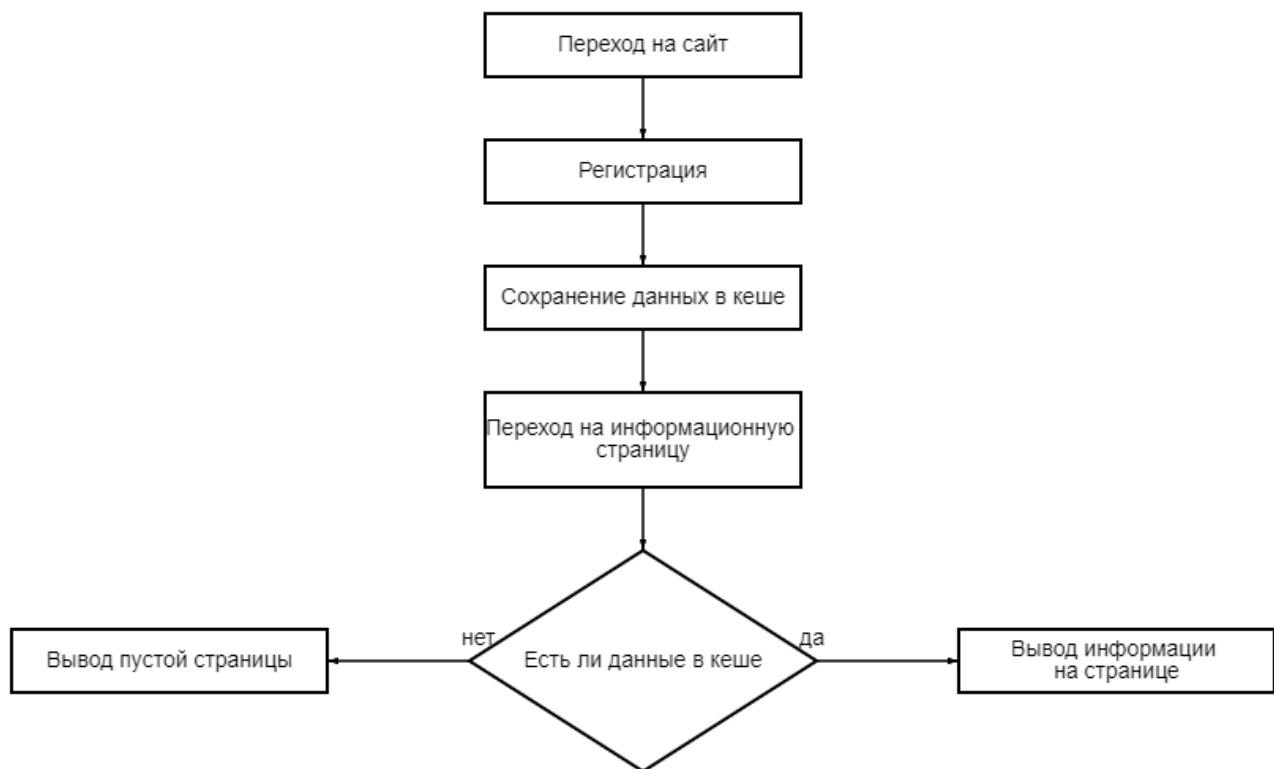 Переход на сайт
Регистрация
Сохранение данных в кеше
Переход на информационную
страницу
нет
Есть ли данные в кеше
да
Вывод пустой страницы
Вывод информации
на странице